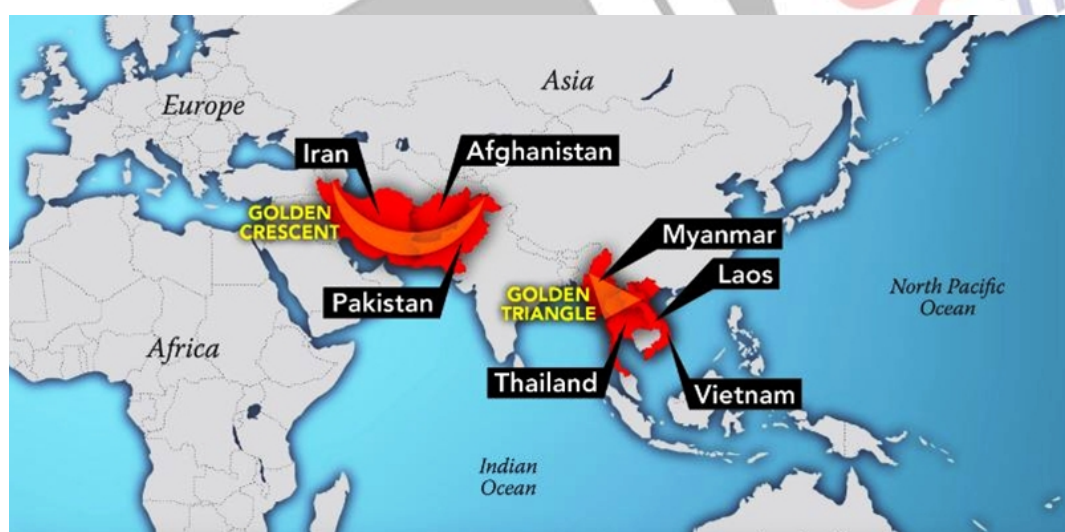 Asia
Europe
Iran
Afghanistan
GOLDEN
CRESCENT
Myanmar
Laos
Pakistan
GOLDEN
TRIANGLE
North Pacific
Ocean
Africa
Thailand
Vietnam
Indian
Ocean